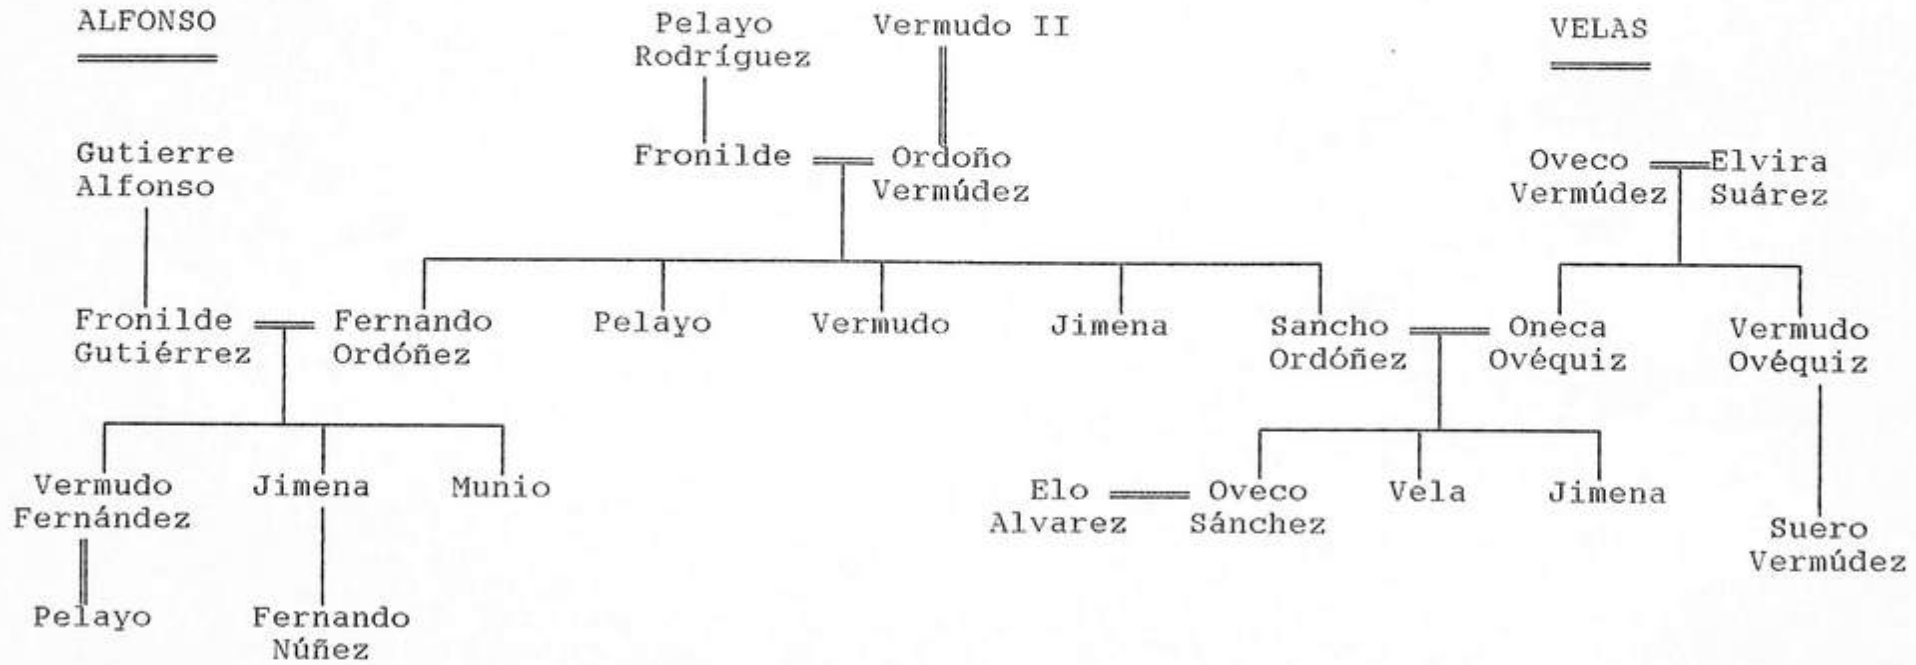 ALFONSO
Pelayo
Rodríguez
Vermudo II
VELAS
Gutierre
Alfonso
Fronilde
Ordoño
Vermúdez
Oveco
Vermúdez
Elvira
Suárez
Fronilde
Gutiérrez
Fernando
Ordóñez
Pelayo
Vermudo
Jimena
Sancho
Ordóñez
Oneca
Ovéquiz
Vermudo
Ovéquiz
Vermudo
Fernández
Jimena
Munio
Elo
Alvarez
Oveco
Sánchez
Vela
Jimena
Suero
Vermúdez
Pelayo
Fernando
Núñez